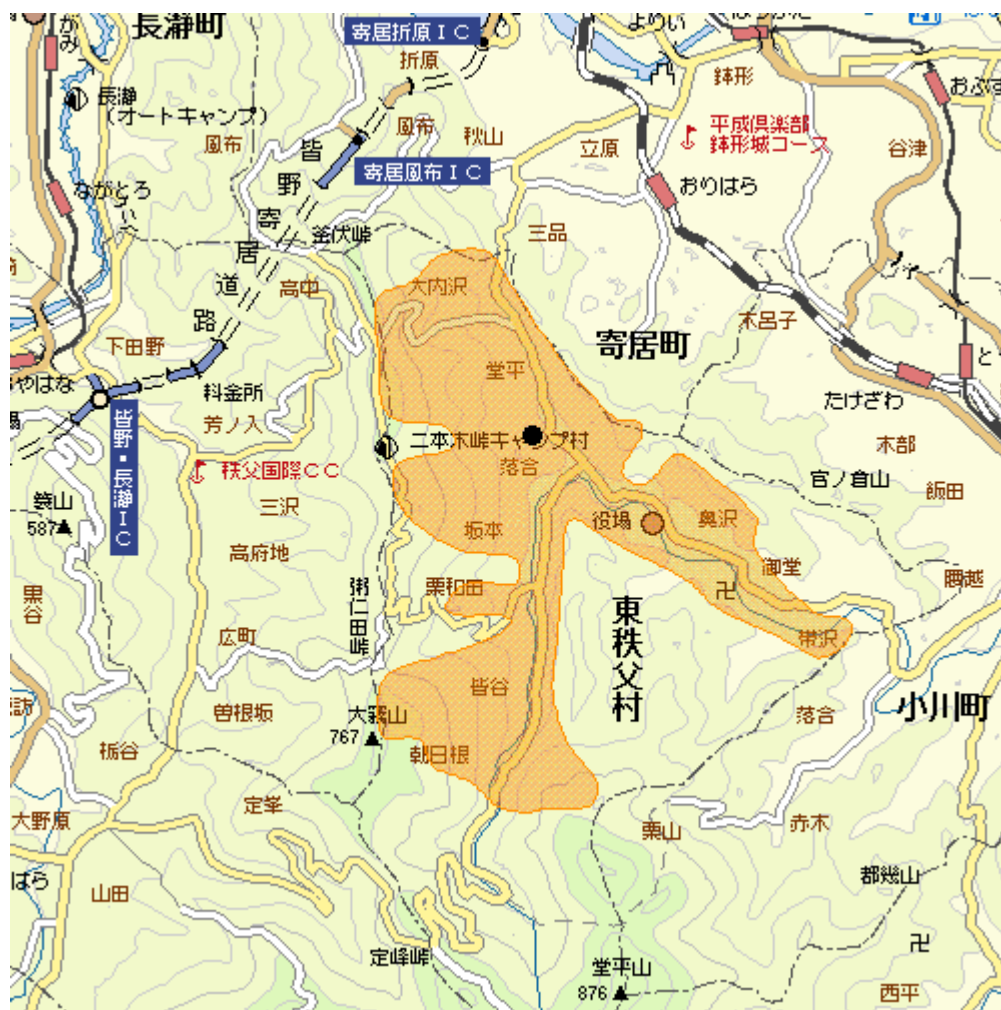 長瀞町
寄居折原ＩＣ
よりい
折原
鉢形
長瀞
(オートキャンプ)
風布
風布
秋山
立原
平成倶楽部
鉢形城コース
谷津
寄居風布ＩＣ
おりはら
ながとろ
皆野寄居道路
釜伏峠
三品
高中
大内沢
木呂子
寄居町
下田野
堂平
料金所
たけざわ
芳ノ入
皆野・長瀞ＩＣ
二本木峠キャンプ村
木部
秩父国際ＣＣ
落合
官ノ倉山
飯田
簑山
587
三沢
坂本
役場
奥沢
高府地
御堂
腰越
黒谷
粥仁田峠
栗和田
卍
東秩父村
帯沢
広町
皆谷
曽根坂
大霧山
767
落合
小川町
栃谷
朝日根
定峯
大野原
栗山
赤木
都幾山
山田
定峰峠
堂平山
876
卍
西平